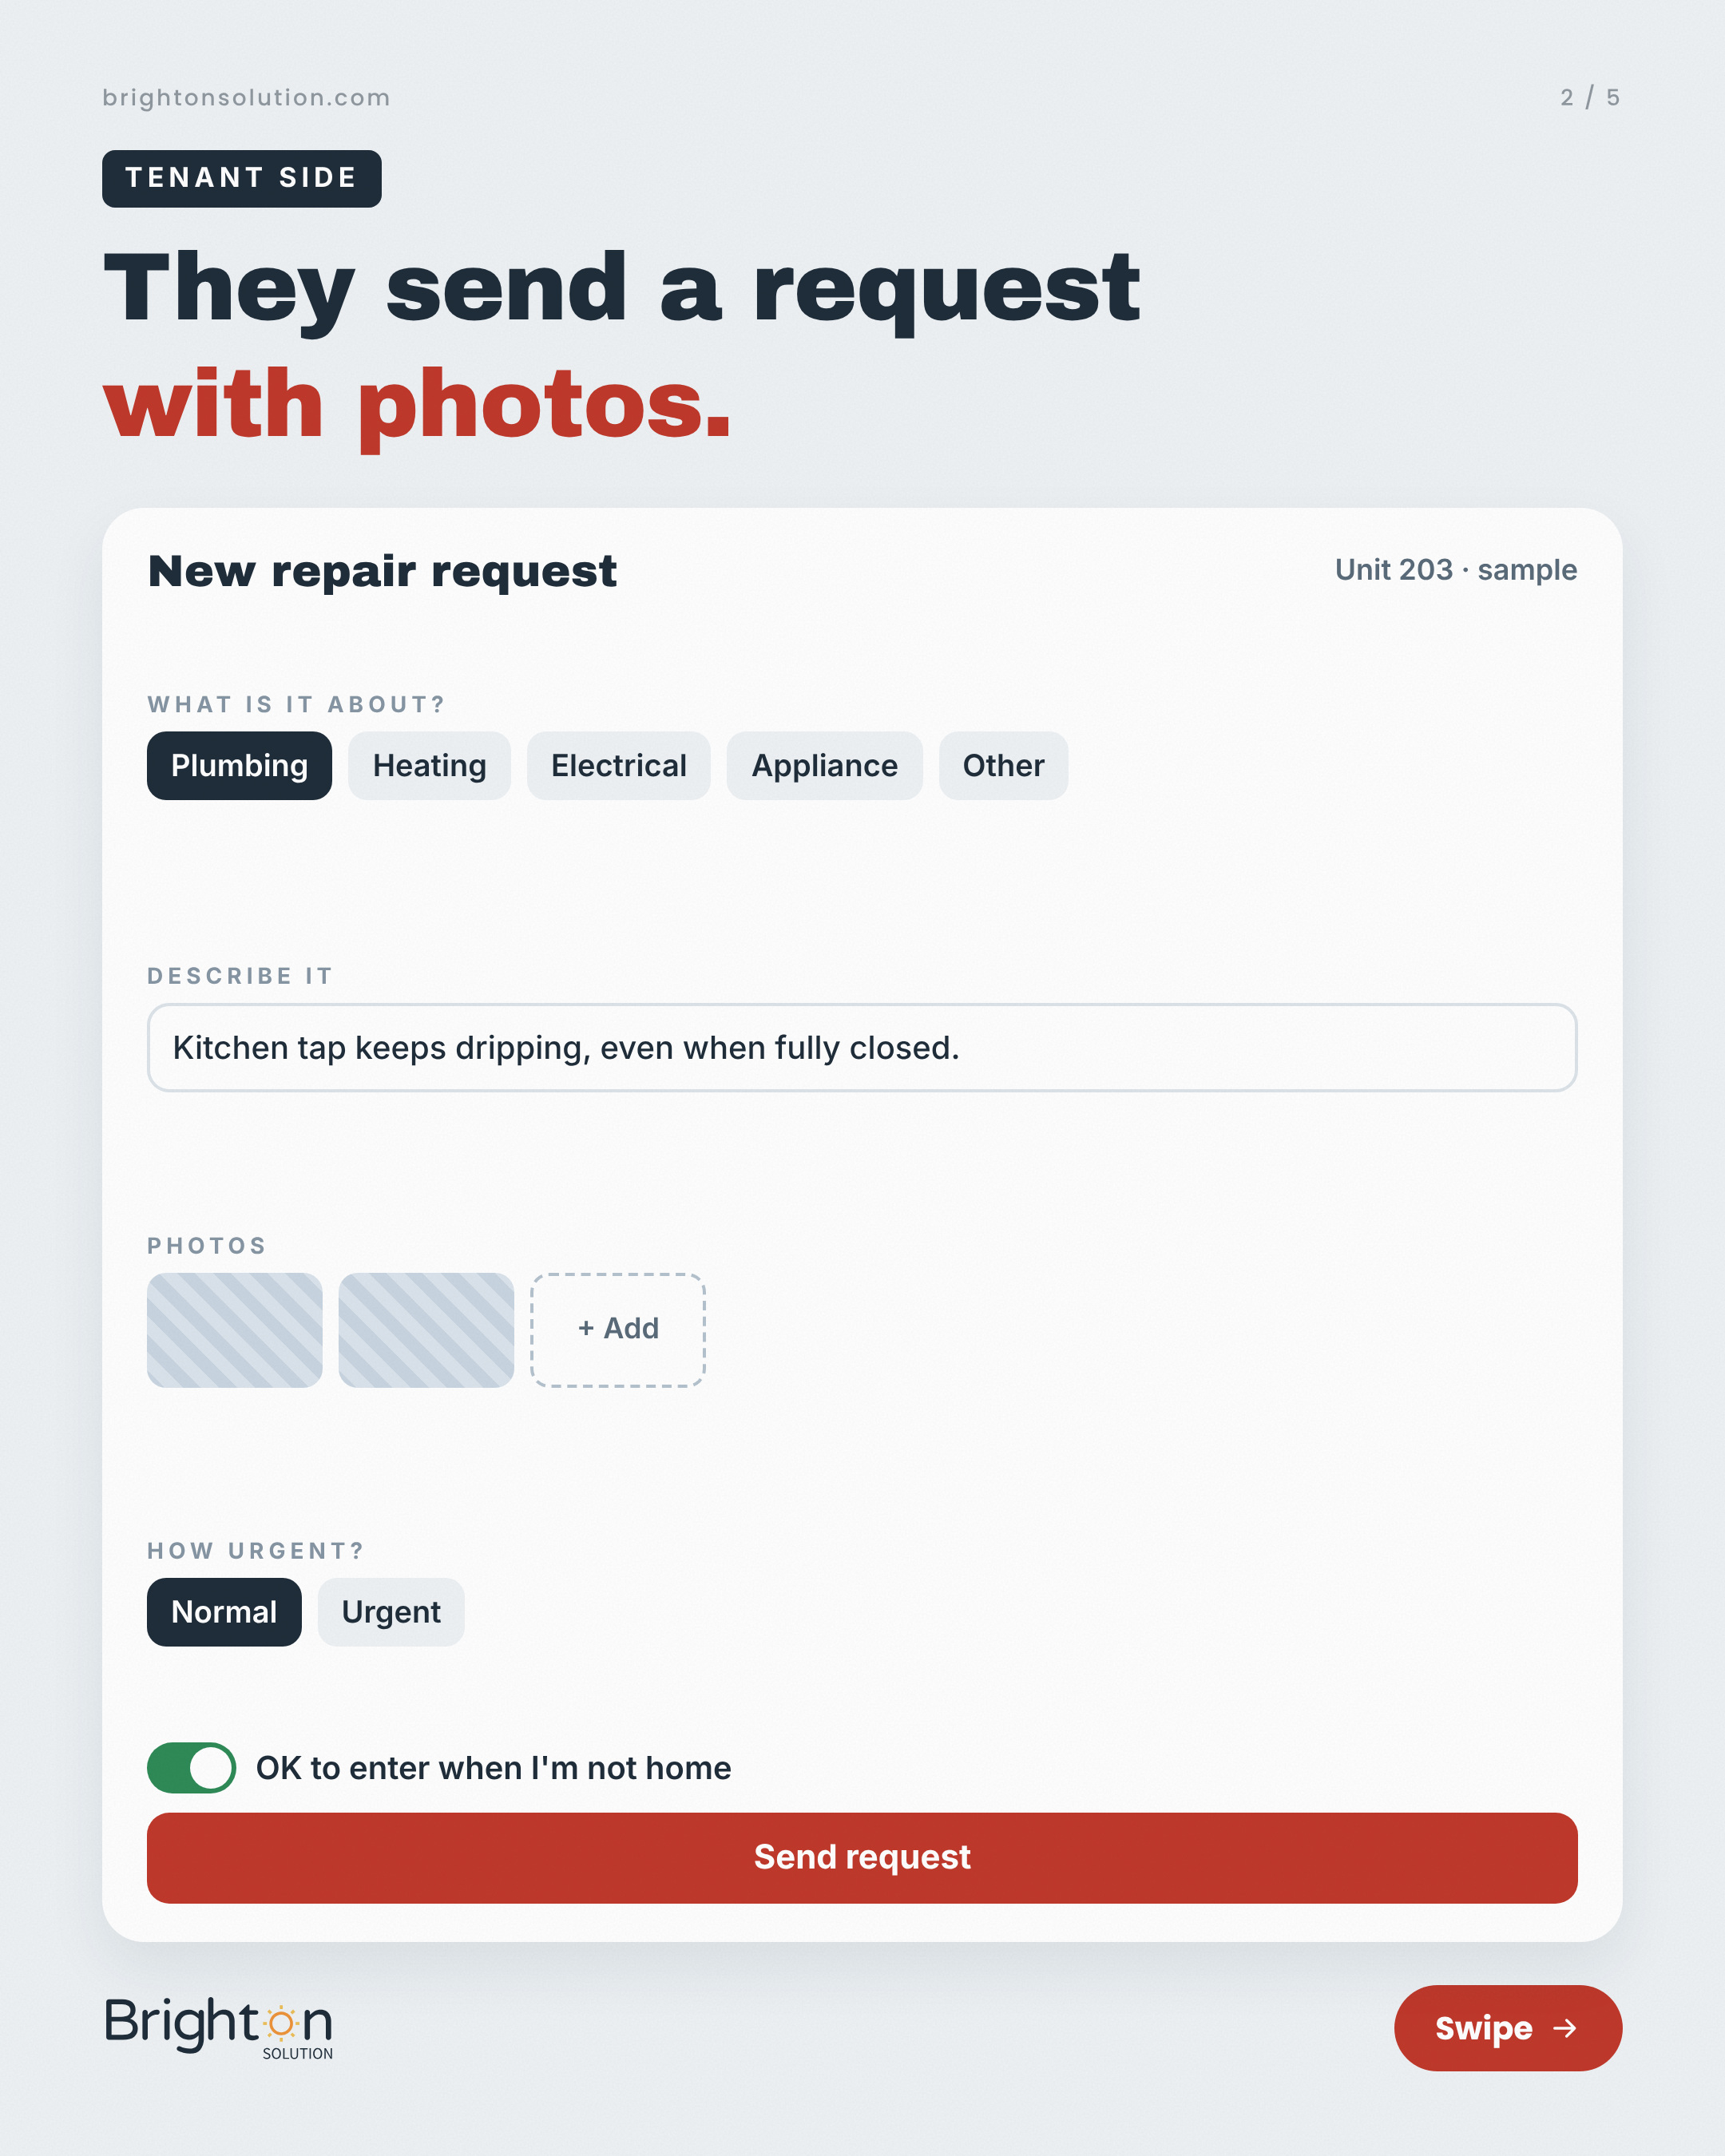 brightonsolution.com
2 / 5
TENANT SIDE
They send a request
with photos.
New repair request
Unit 203 · sample
WHAT IS IT ABOUT?
Plumbing Heating Electrical Appliance Other
DESCRIBE IT
Kitchen tap keeps dripping, even when fully closed.
PHOTOS
+ Add
HOW URGENT?
Normal Urgent
OK to enter when I'm not home
Send request
Brighton
SOLUTION
Swipe →